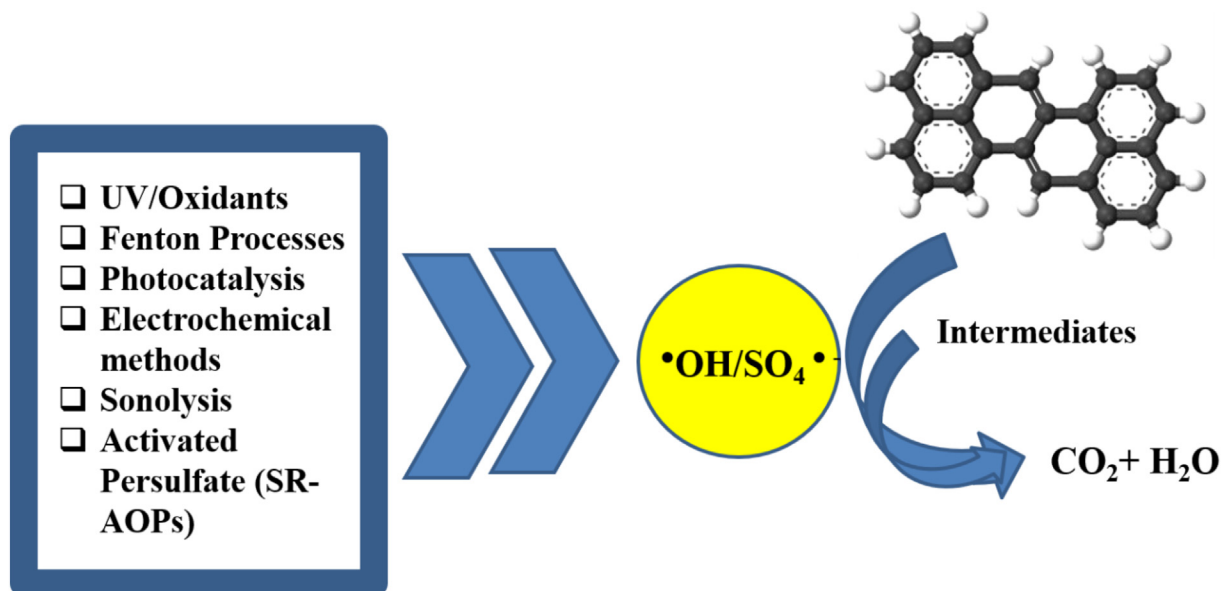 ❑ UV/Oxidants
❑ Fenton Processes
❑ Photocatalysis
❑ Electrochemical
methods
❑ Sonolysis
❑ Activated
Persulfate (SR-
AOPs)
•OH/SO₄ •-
Intermediates
CO₂+ H₂O